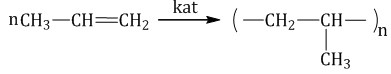 nCH₃—CH=CH₂ kat (—CH₂—CH—)n
CH₃